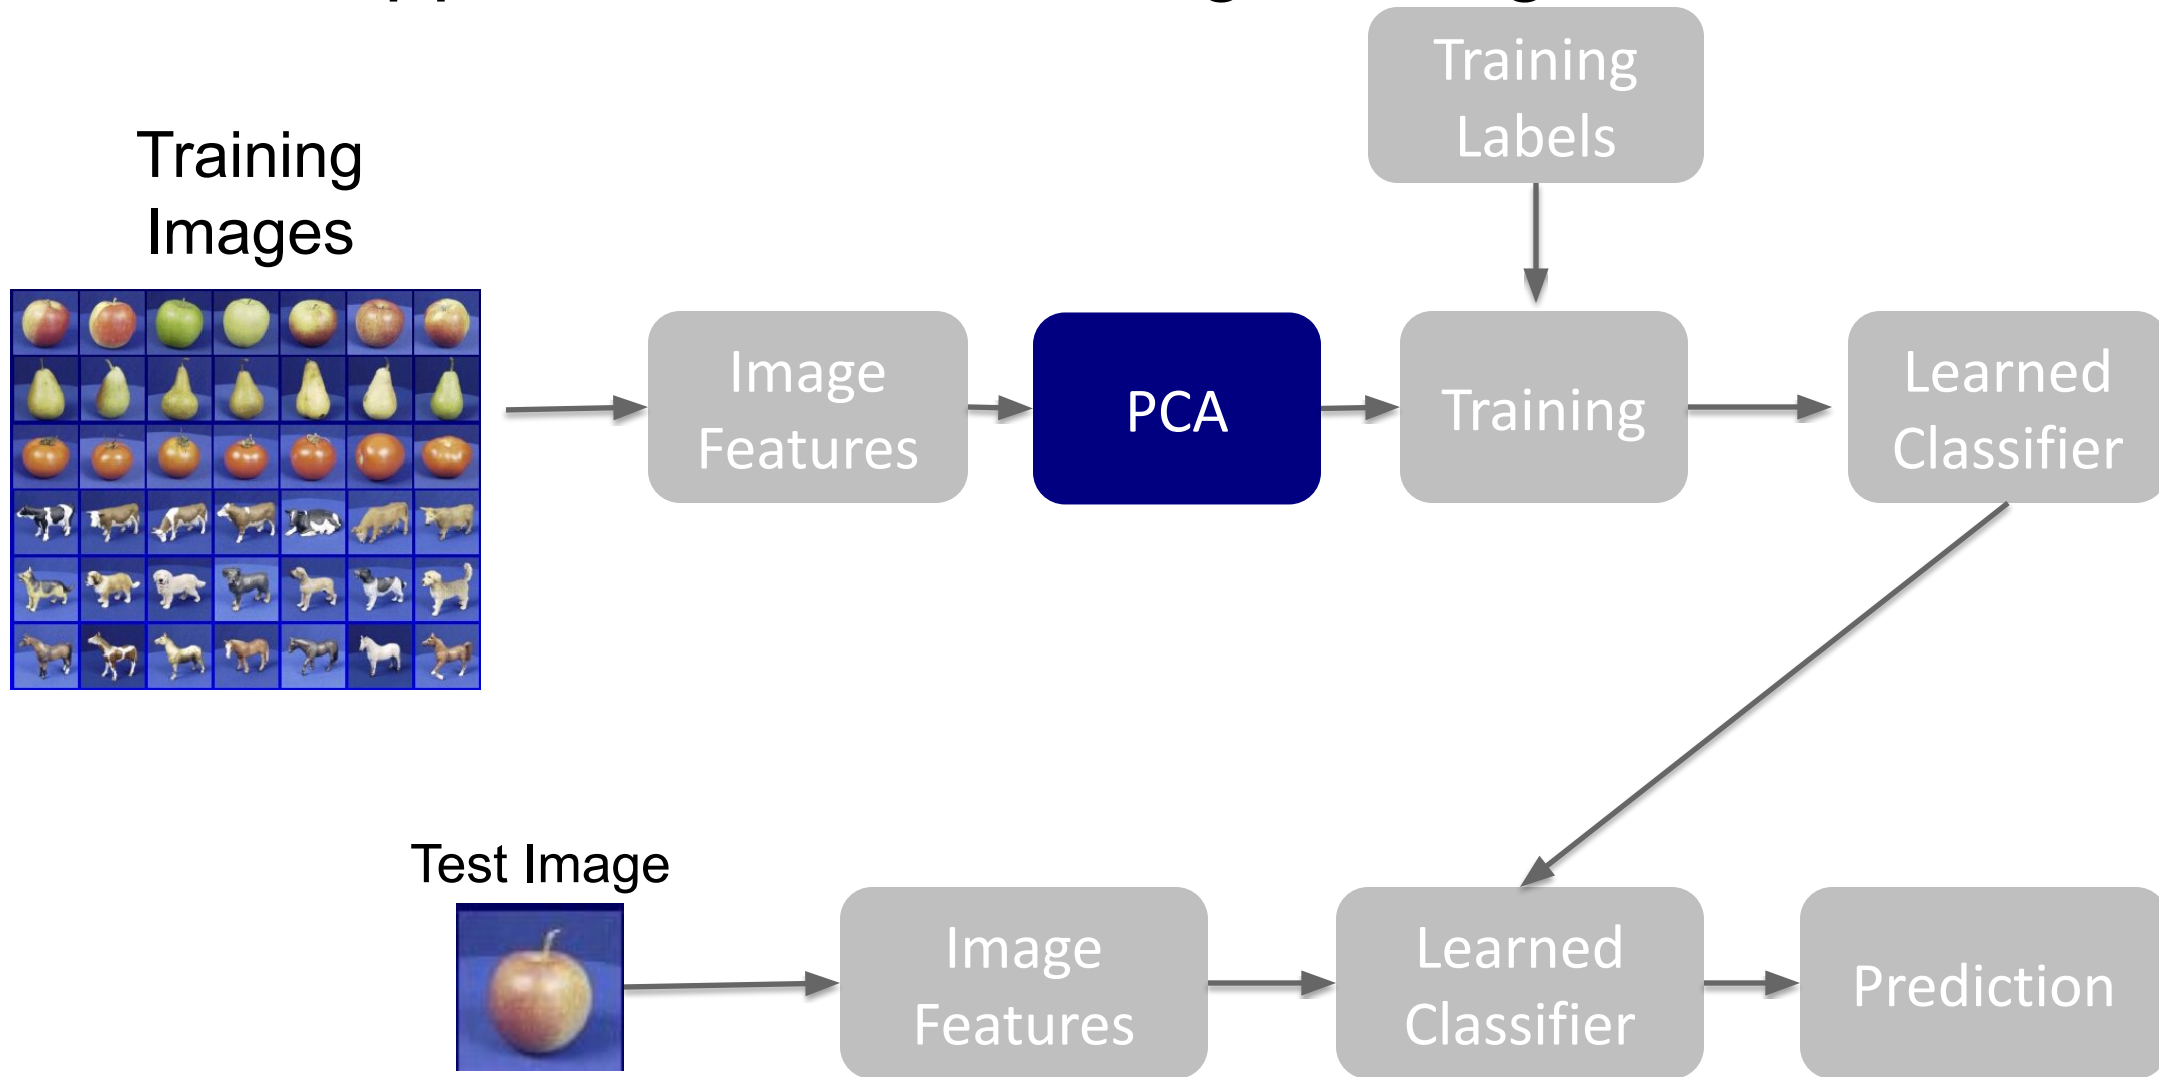 Training
Labels
Training
Images
Image
Features
PCA
Training
Learned
Classifier
Test Image
Image
Features
Learned
Classifier
Prediction